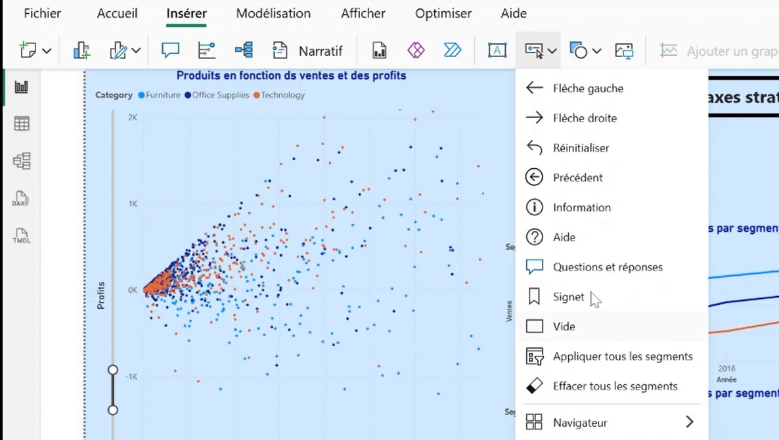 Fichier Accueil Insérer Modélisation Afficher Optimiser Aide
Narratif
Ajouter un grap
Produits en fonction ds ventes et des profits
Category Furniture Office Supplies Technology
2K
1K
0K
-1K
Profits
DAX
TMDL
Flèche gauche
Flèche droite
Réinitialiser
Précédent
Information
Aide
Questions et réponses
Signet
Vide
Appliquer tous les segments
Effacer tous les segments
Navigateur
axes strat
s par segmen
Se
Ventes
2016
Année
s par segmen
Seg